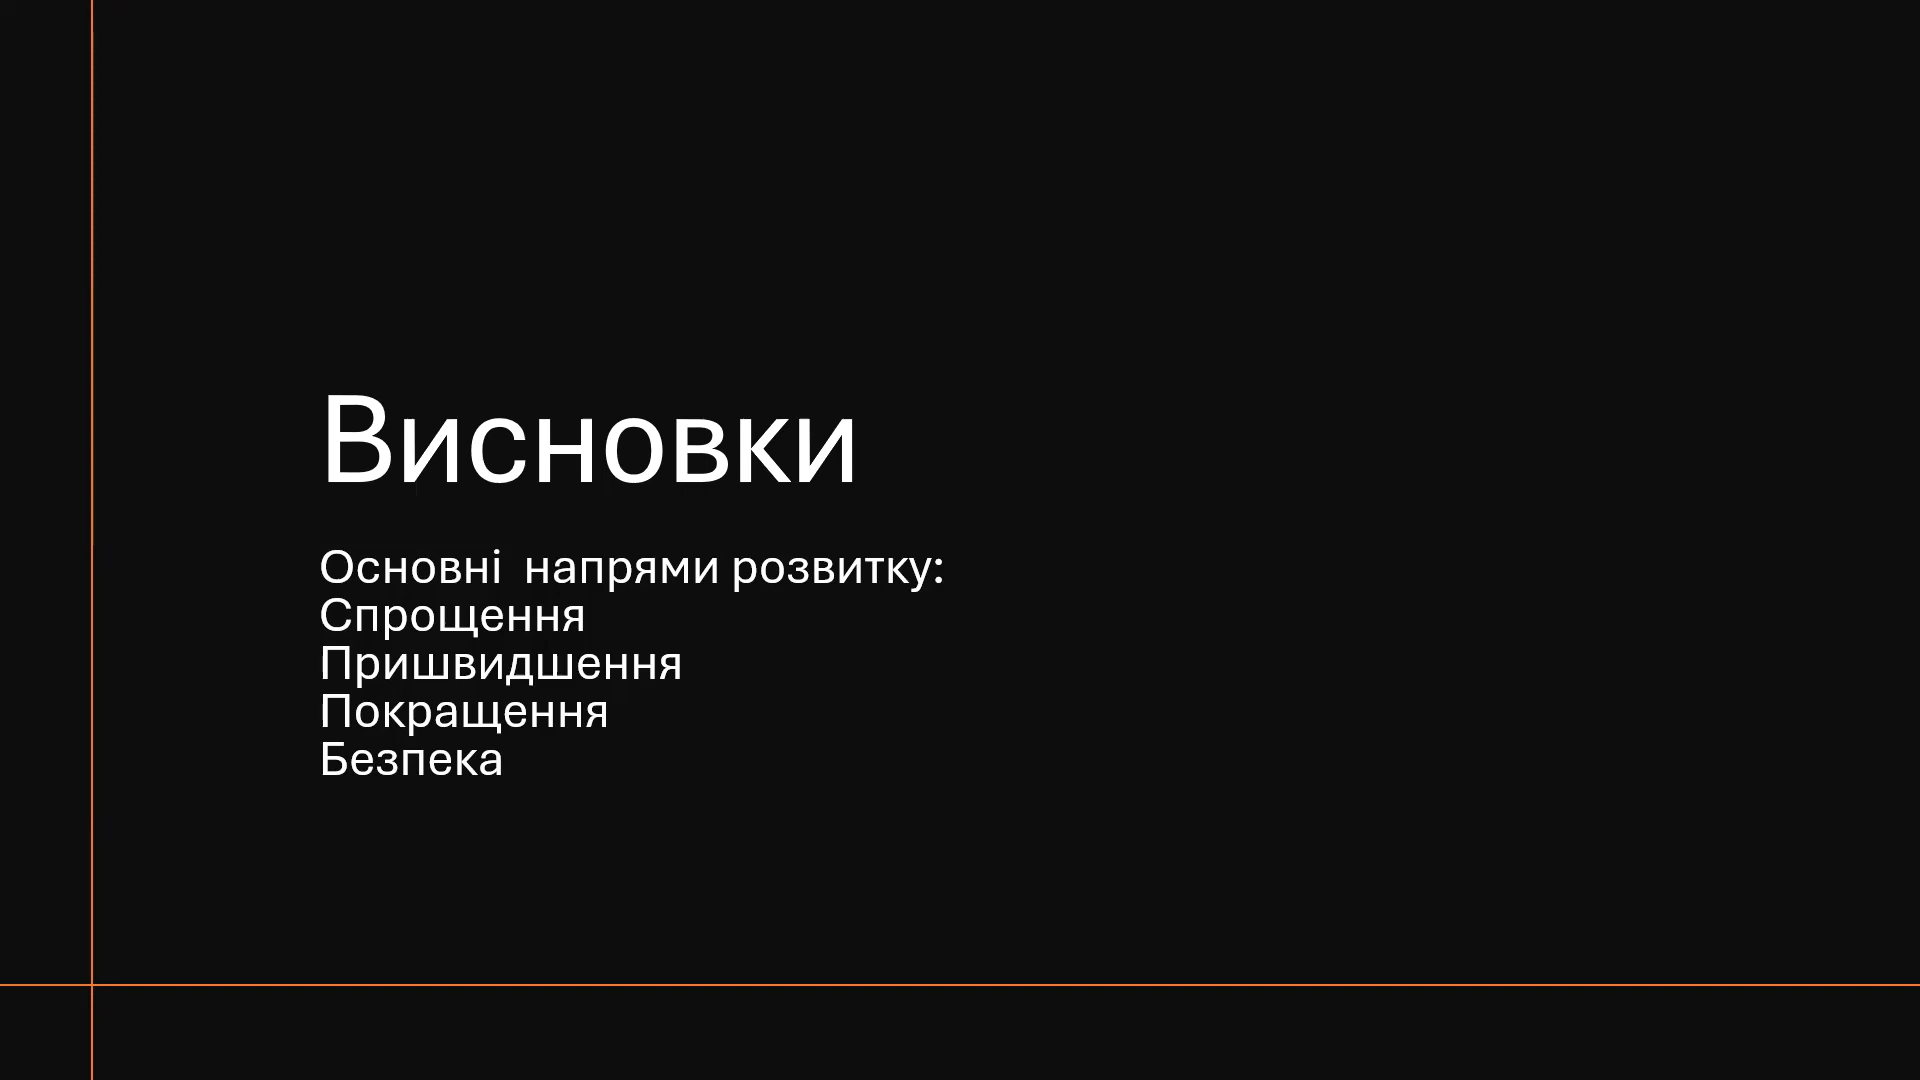 Висновки
Основні  напрями розвитку:
Спрощення
Пришвидшення
Покращення
Безпека